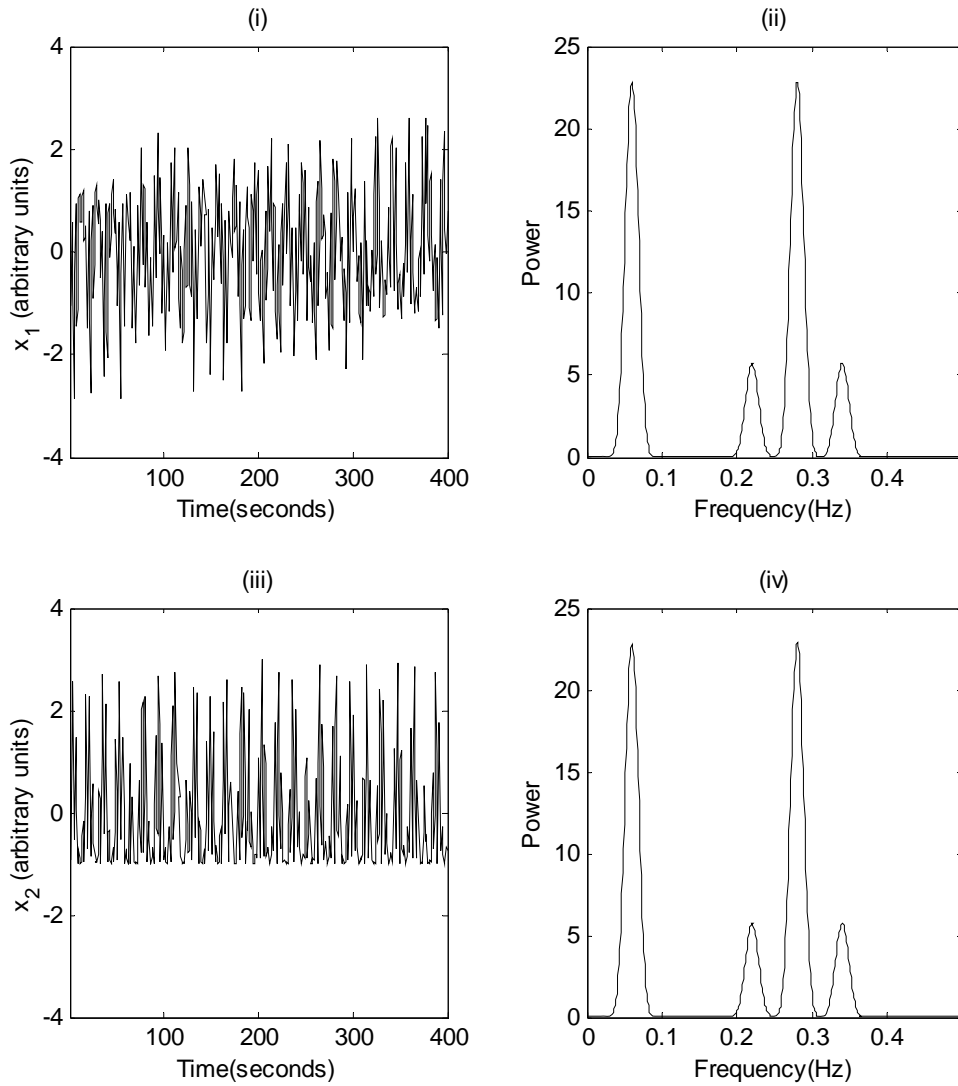 (i)
4
2
0
-2
-4
x_1 (arbitrary units)
100 200 300 400
Time(seconds)
(ii)
25
20
15
10
5
0
Power
0 0.1 0.2 0.3 0.4
Frequency(Hz)
(iii)
4
2
0
-2
-4
x_2 (arbitrary units)
100 200 300 400
Time(seconds)
(iv)
25
20
15
10
5
0
Power
0 0.1 0.2 0.3 0.4
Frequency(Hz)